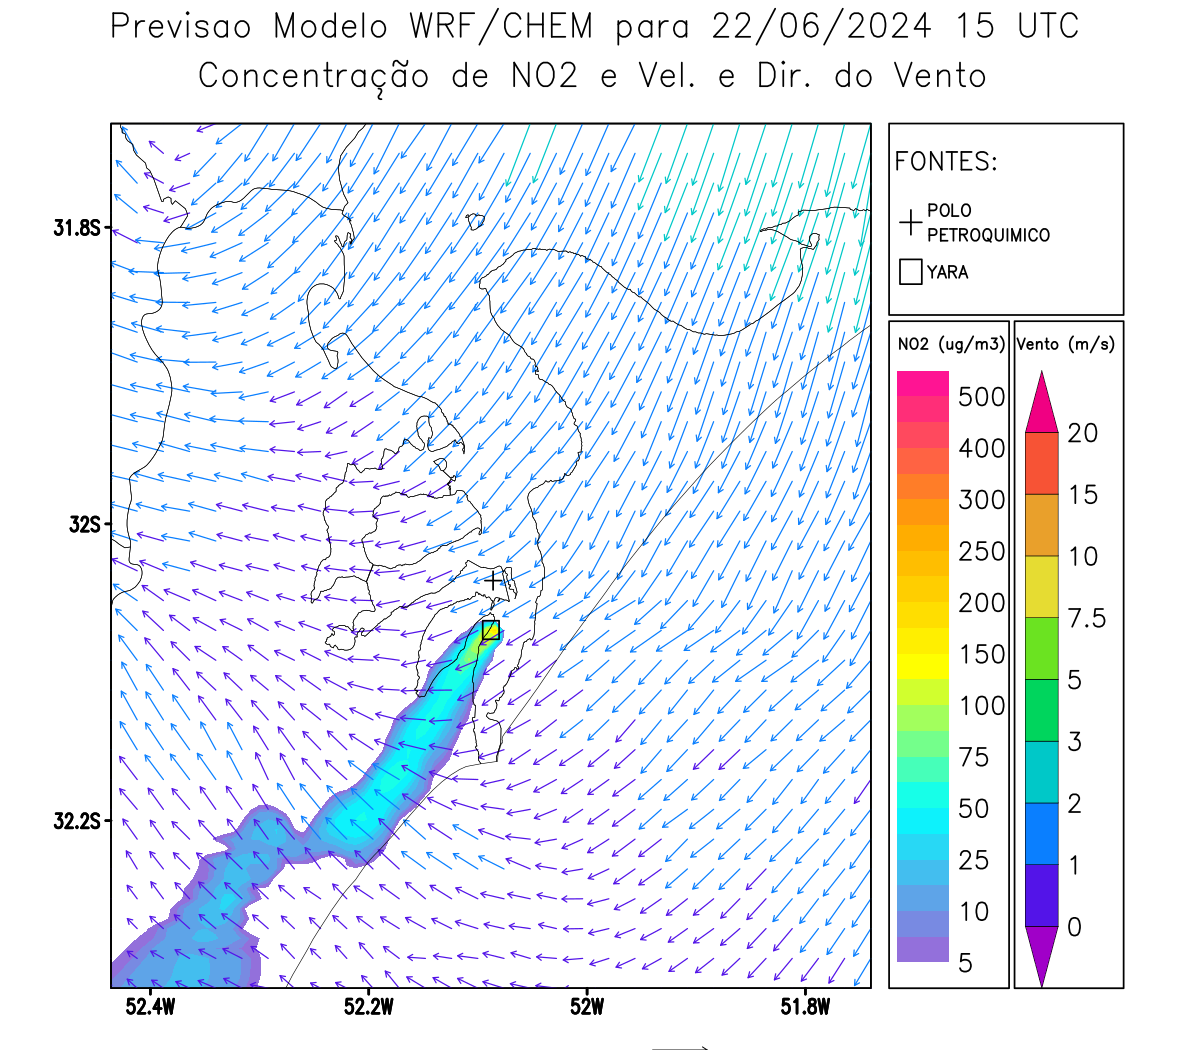 Previsao Modelo WRF/CHEM para 22/06/2024 15 UTC
Concentração de NO2 e Vel. e Dir. do Vento
FONTES:
POLO
PETROQUIMICO
YARA
NO2 (ug/m3)
500
400
300
250
200
150
100
75
50
25
10
5
Vento (m/s)
20
15
10
7.5
5
3
2
1
0
31.8S
32S
32.2S
52.4W
52.2W
52W
51.8W